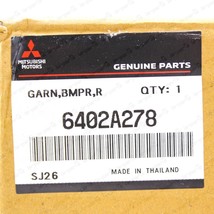 MITSUBISHI
MOTORS
GENUINE PARTS
GARN,BMPR,R QTY: 1
6402A278
MADE IN THAILAND
SJ26